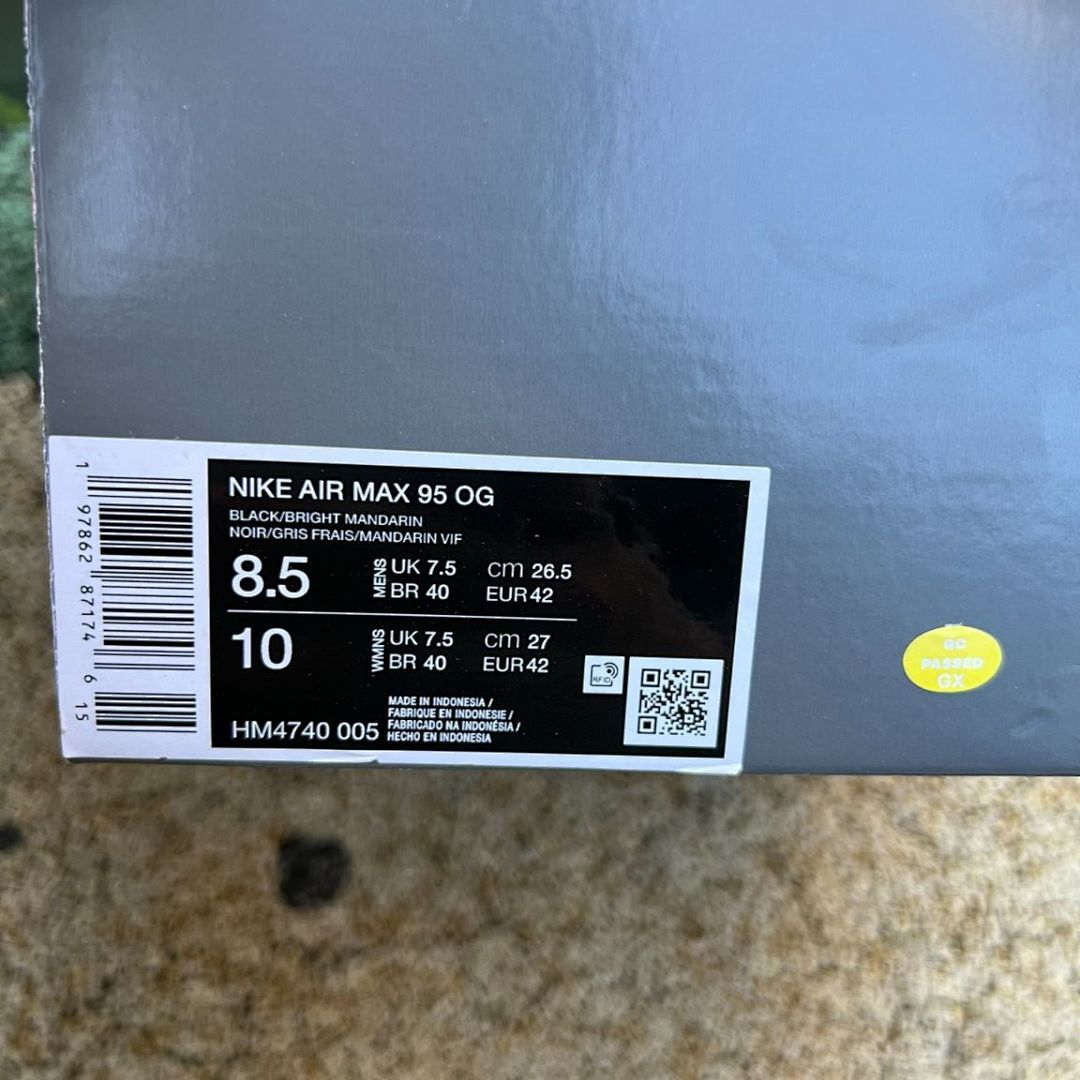 NIKE AIR MAX 95 OG
BLACK/BRIGHT MANDARIN
NOIR/GRIS FRAIS/MANDARIN VIF
8.5 MENS UK 7.5 cm 26.5
BR 40 EUR 42
10 WMNS UK 7.5 cm 27
BR 40 EUR 42
RFID
MADE IN INDONESIA /
FABRIQUE EN INDONESIE /
FABRICADO NA INDONÉSIA /
HECHO EN INDONESIA
HM4740 005
1 97862 87174 6 15
QC
PASSED
GX